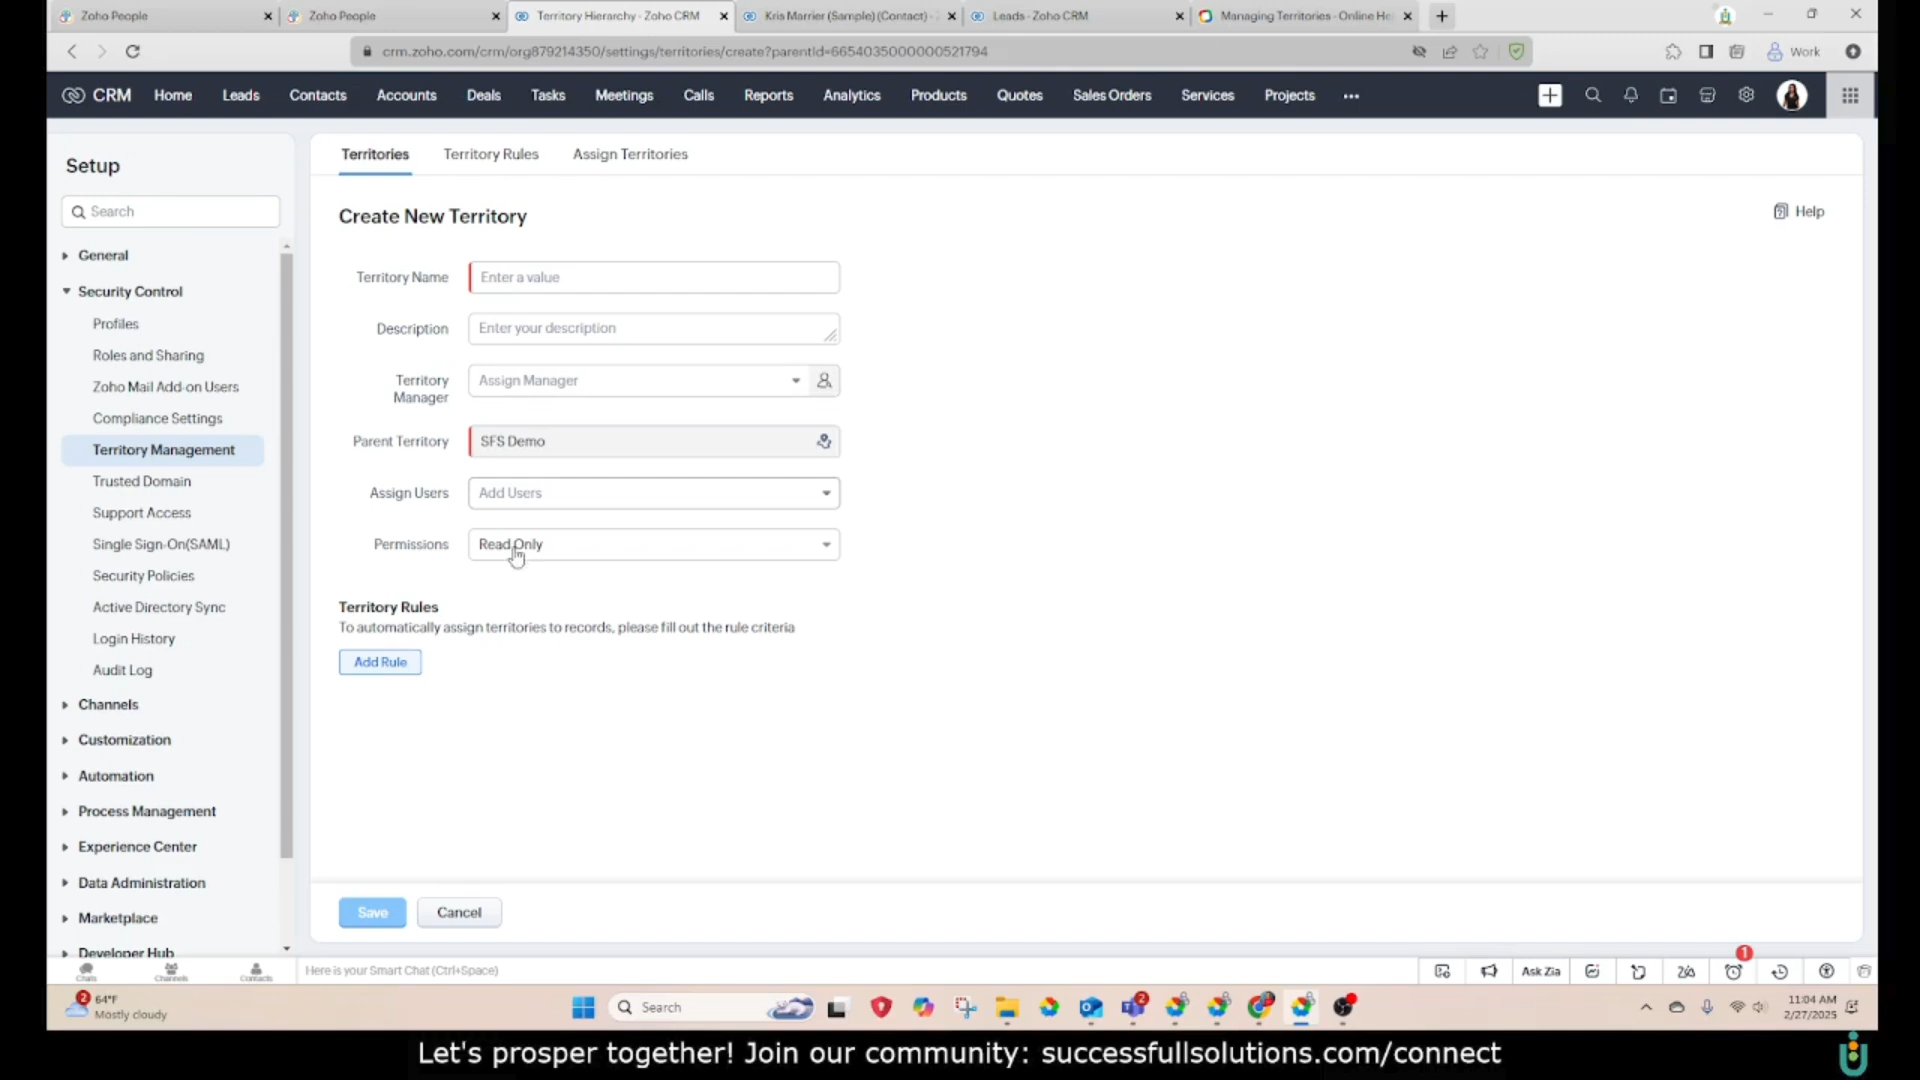 Zoho People
Zoho People
Territory Hierarchy - Zoho CRM
Kris Marrier (Sample) (Contact) -
Leads - Zoho CRM
Managing Territories - Online He
crm.zoho.com/crm/org879214350/settings/territories/create?parentId=6654035000000521794
Work
CRM Home Leads Contacts Accounts Deals Tasks Meetings Calls Reports Analytics Products Quotes Sales Orders Services Projects •••
Setup
Search
General
Security Control
Profiles
Roles and Sharing
Zoho Mail Add-on Users
Compliance Settings
Territory Management
Trusted Domain
Support Access
Single Sign-On(SAML)
Security Policies
Active Directory Sync
Login History
Audit Log
Channels
Customization
Automation
Process Management
Experience Center
Data Administration
Marketplace
Developer Hub
Territories Territory Rules Assign Territories
Create New Territory
Help
Territory Name Enter a value
Description Enter your description
Territory Manager Assign Manager
Parent Territory SFS Demo
Assign Users Add Users
Permissions Read Only
Territory Rules
To automatically assign territories to records, please fill out the rule criteria
Add Rule
Save Cancel
Chats Channels Contacts
Here is your Smart Chat (Ctrl+Space)
Ask Zia
1
2
64°F
Mostly cloudy
Search
2
11:04 AM
2/27/2025
Let's prosper together! Join our community: successfullsolutions.com/connect